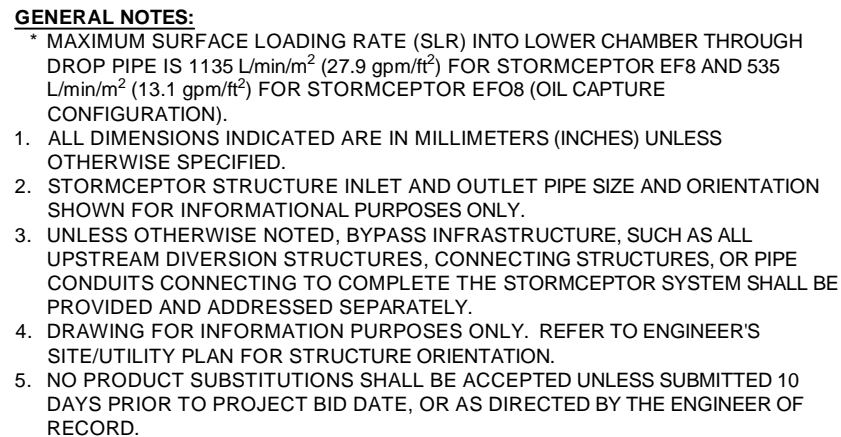 GENERAL NOTES:
* MAXIMUM SURFACE LOADING RATE (SLR) INTO LOWER CHAMBER THROUGH
DROP PIPE IS 1135 L/min/m² (27.9 gpm/ft²) FOR STORMCEPTOR EF8 AND 535
L/min/m² (13.1 gpm/ft²) FOR STORMCEPTOR EFO8 (OIL CAPTURE
CONFIGURATION).
1. ALL DIMENSIONS INDICATED ARE IN MILLIMETERS (INCHES) UNLESS
OTHERWISE SPECIFIED.
2. STORMCEPTOR STRUCTURE INLET AND OUTLET PIPE SIZE AND ORIENTATION
SHOWN FOR INFORMATIONAL PURPOSES ONLY.
3. UNLESS OTHERWISE NOTED, BYPASS INFRASTRUCTURE, SUCH AS ALL
UPSTREAM DIVERSION STRUCTURES, CONNECTING STRUCTURES, OR PIPE
CONDUITS CONNECTING TO COMPLETE THE STORMCEPTOR SYSTEM SHALL BE
PROVIDED AND ADDRESSED SEPARATELY.
4. DRAWING FOR INFORMATION PURPOSES ONLY. REFER TO ENGINEER'S
SITE/UTILITY PLAN FOR STRUCTURE ORIENTATION.
5. NO PRODUCT SUBSTITUTIONS SHALL BE ACCEPTED UNLESS SUBMITTED 10
DAYS PRIOR TO PROJECT BID DATE, OR AS DIRECTED BY THE ENGINEER OF
RECORD.